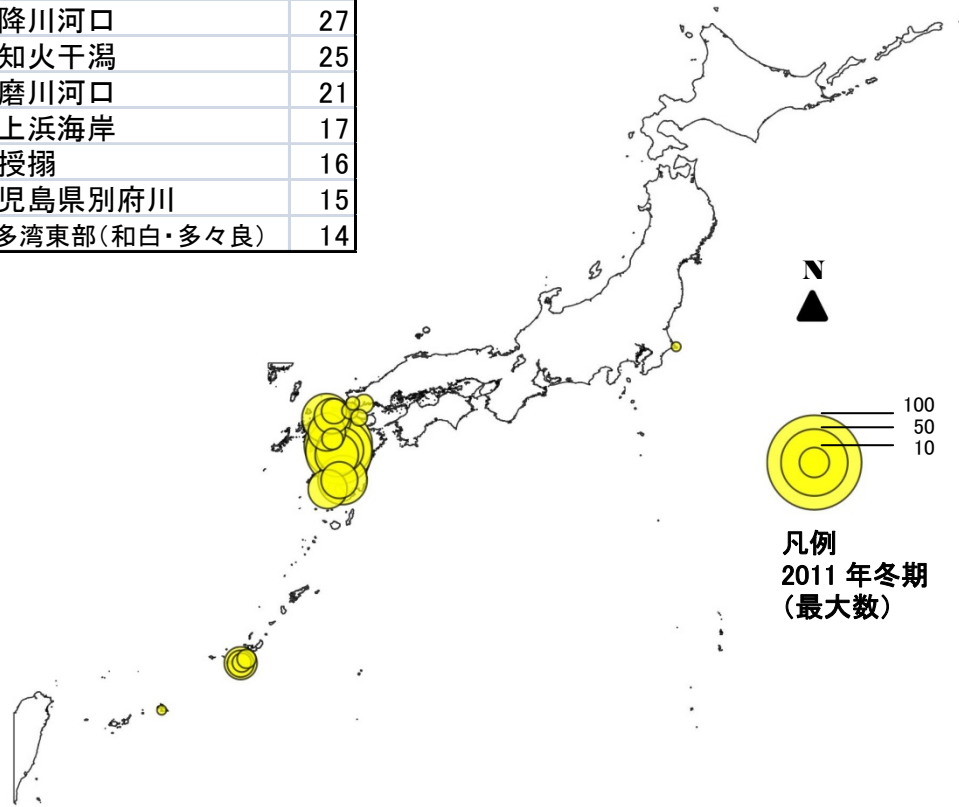 降川河口 27
知火干潟 25
磨川河口 21
上浜海岸 17
授搦 16
児島県別府川 15
多湾東部(和白・多々良) 14
N
100
50
10
凡例
2011 年冬期
(最大数)